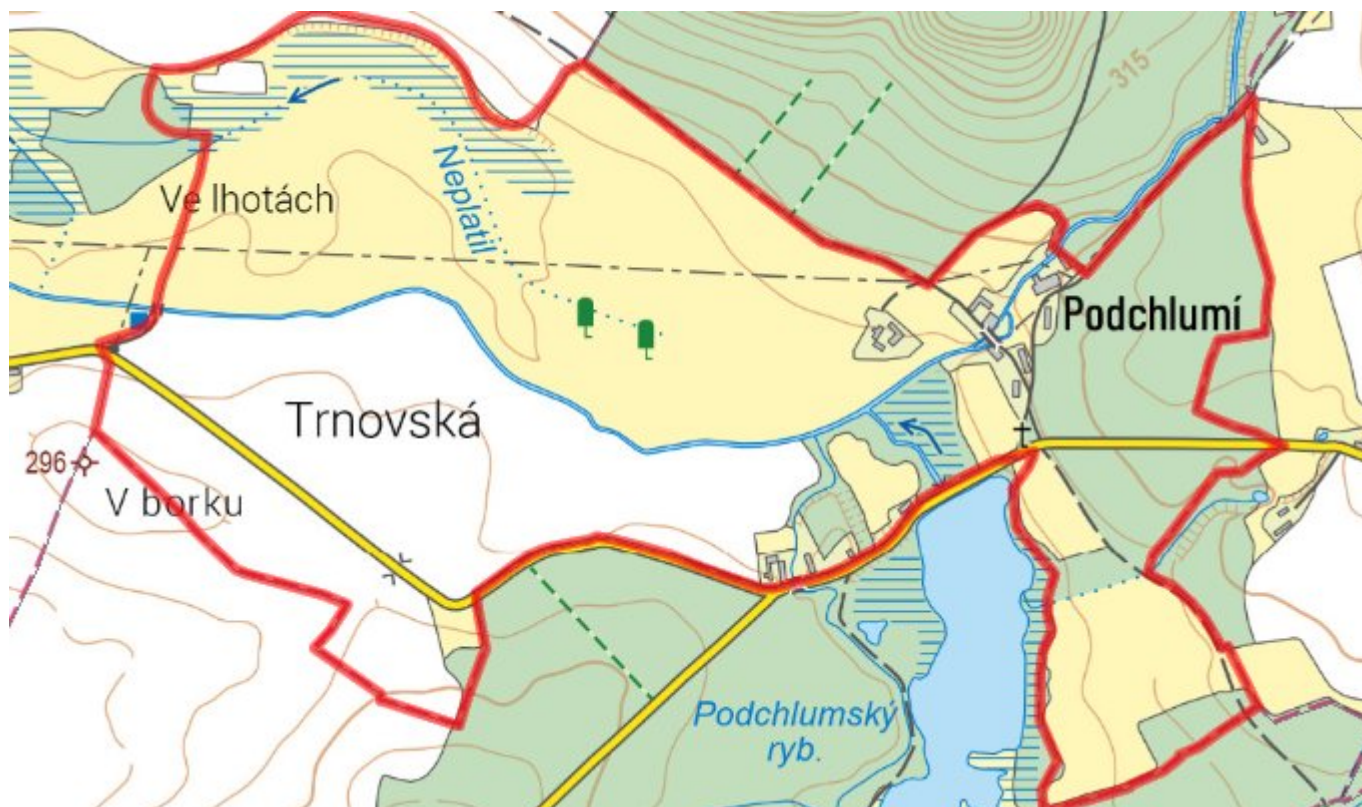 315
Neplatil
Ve lhotách
Podchlumí
Trnovská
296
V borku
Podchlumský
ryb.